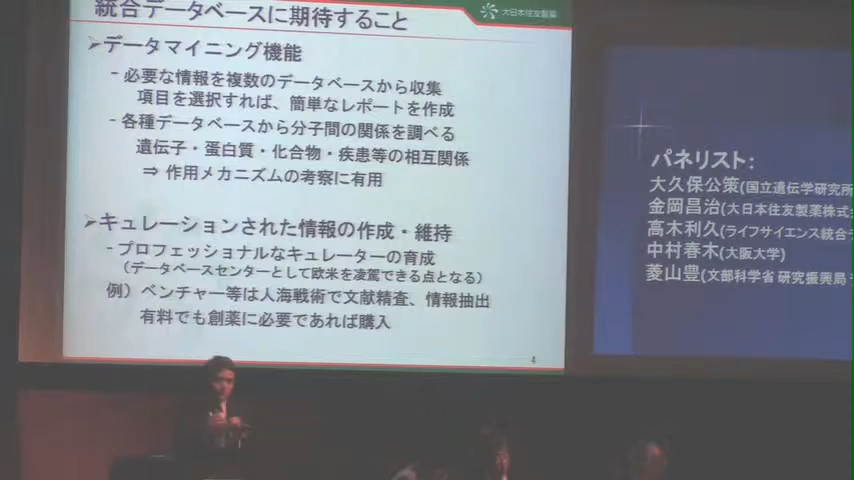 統合データベースに期待すること
大日本住友製薬
➢データマイニング機能
- 必要な情報を複数のデータベースから収集
項目を選択すれば、簡単なレポートを作成
- 各種データベースから分子間の関係を調べる
遺伝子・蛋白質・化合物・疾患等の相互関係
⇒ 作用メカニズムの考察に有用
➢キュレーションされた情報の作成・維持
- プロフェッショナルなキュレーターの育成
（データベースセンターとして欧米を凌駕できる点となる）
例）ベンチャー等は人海戦術で文献精査、情報抽出
有料でも創薬に必要であれば購入
4
パネリスト：
大久保公策(国立遺伝学研究所
金岡昌治(大日本住友製薬株式
高木利久(ライフサイエンス統合
中村春木(大阪大学)
菱山豊(文部科学省 研究振興局